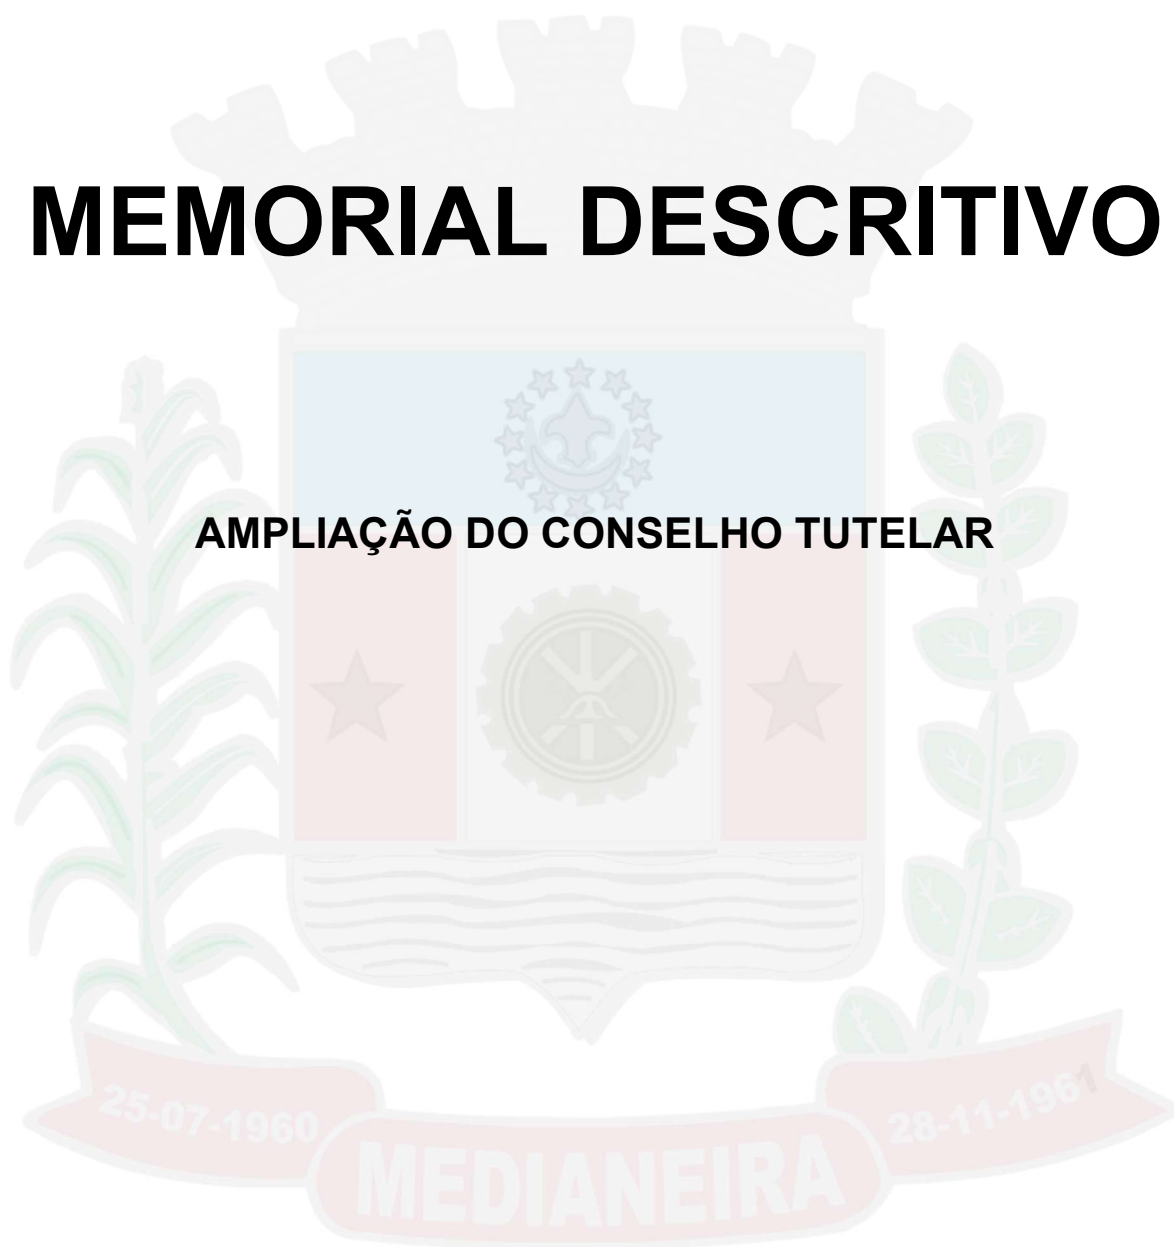 MEMORIAL DESCRITIVO
AMPLIAÇÃO DO CONSELHO TUTELAR
25-07-1960
28-11-1961
MEDIANEIRA